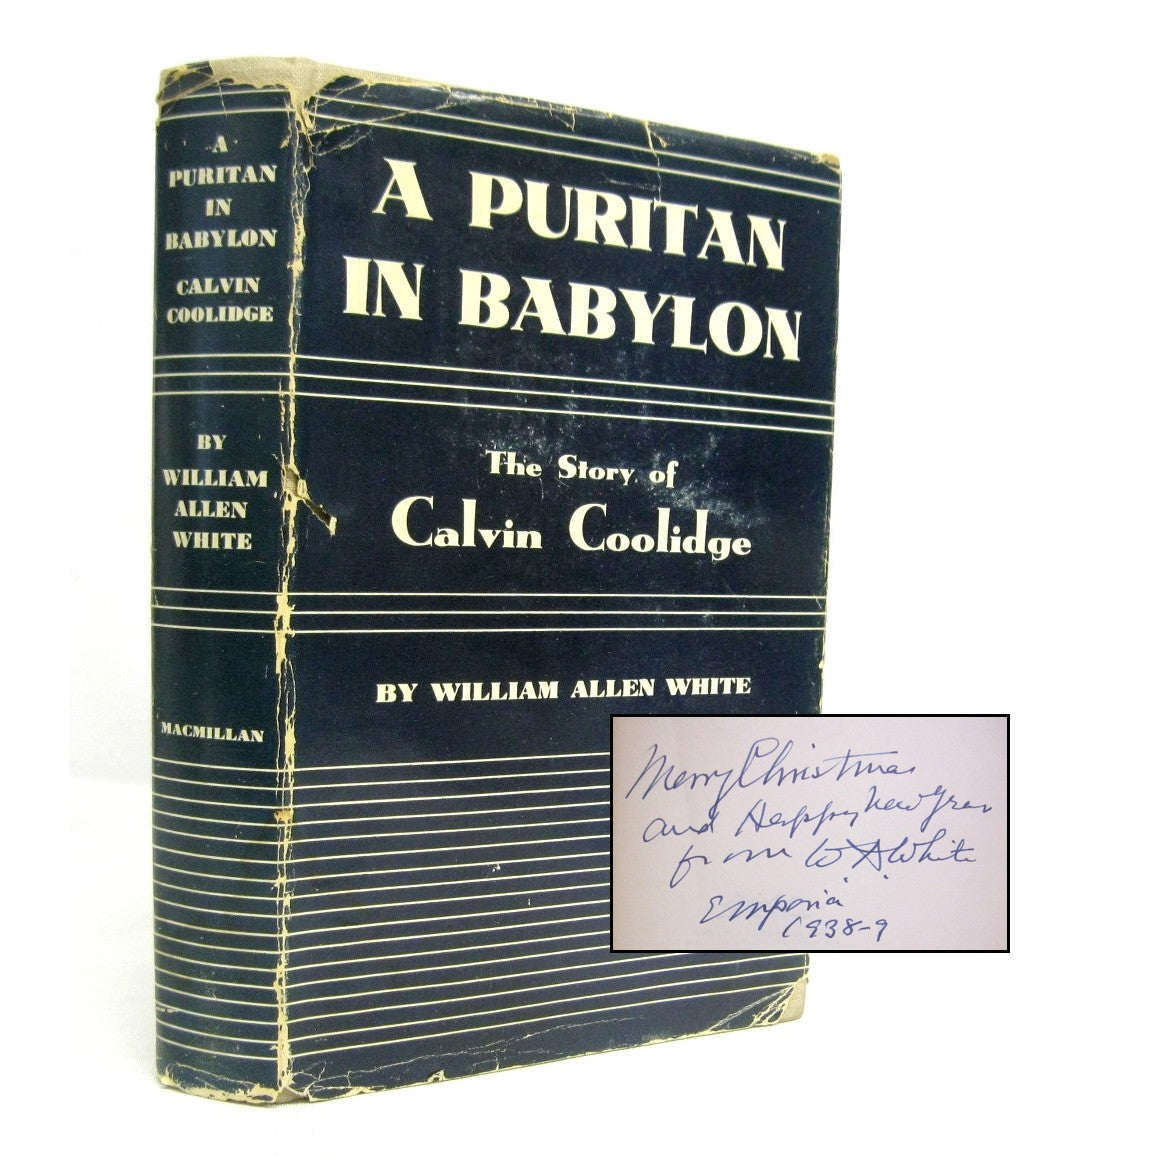 A
PURITAN
IN
BABYLON
CALVIN
COOLIDGE
BY
WILLIAM
ALLEN
WHITE
MACMILLAN
A PURITAN
IN BABYLON
The Story of
Calvin Coolidge
BY WILLIAM ALLEN WHITE
Merry Christmas
and Happy New Year
from W A White
Emporia
1938-9